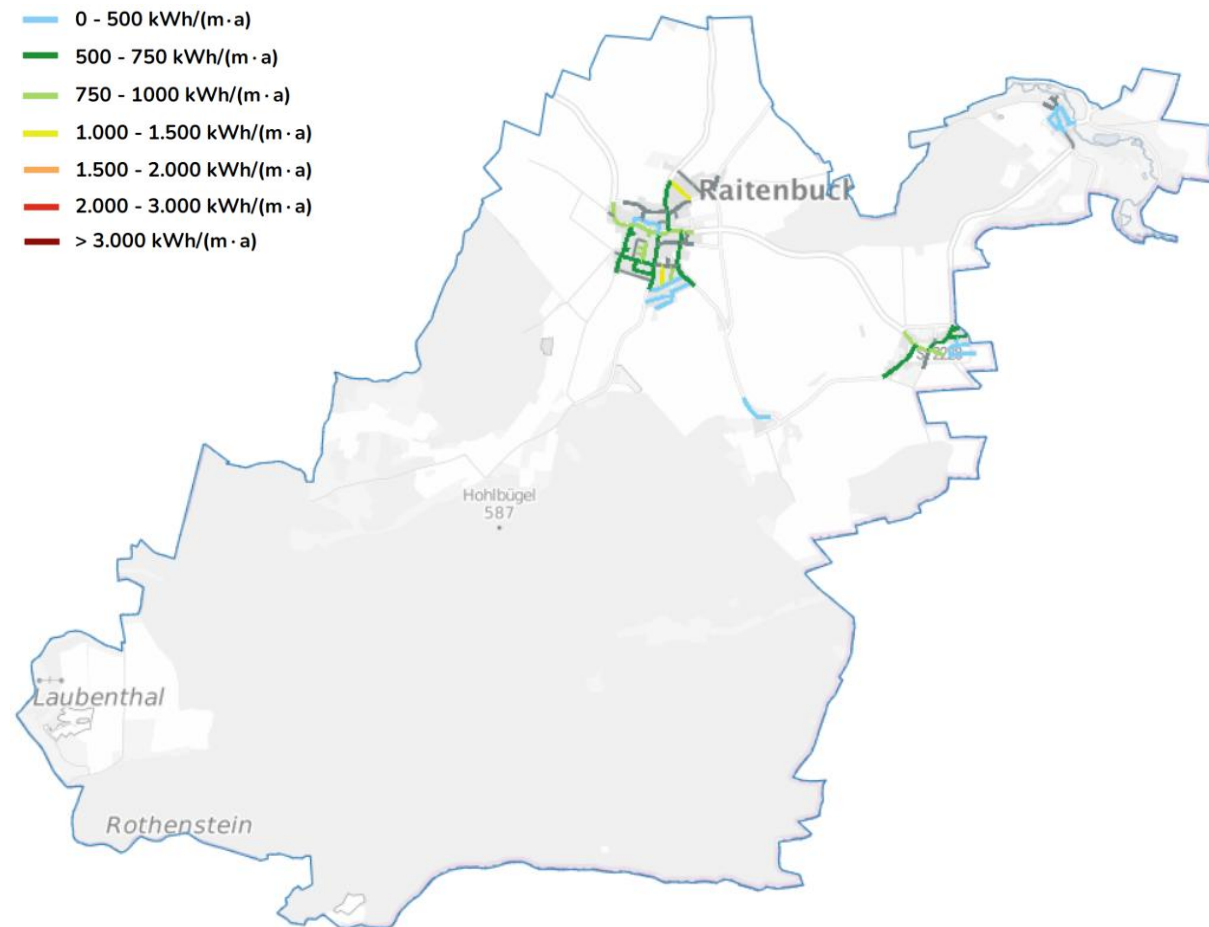 0 - 500 kWh/(m·a)
500 - 750 kWh/(m·a)
750 - 1000 kWh/(m·a)
1.000 - 1.500 kWh/(m·a)
1.500 - 2.000 kWh/(m·a)
2.000 - 3.000 kWh/(m·a)
> 3.000 kWh/(m·a)
Raitenbuch
Hohlbügel
587
Laubenthal
Rothenstein